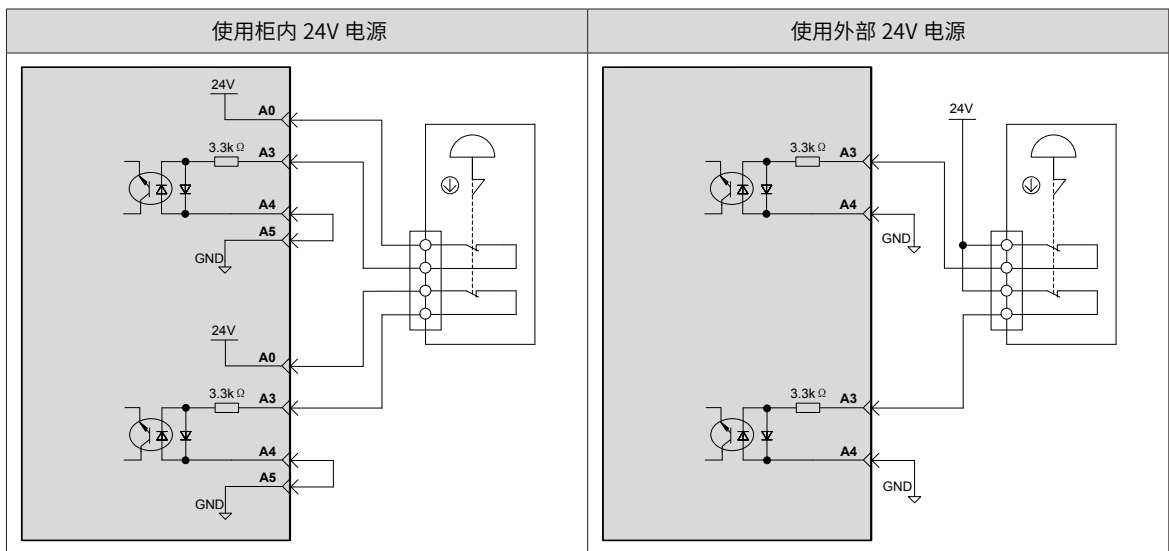 使用柜内 24V 电源
使用外部 24V 电源
24V
A0
3.3kΩ
A3
A4
A5
GND
24V
A0
3.3kΩ
A3
A4
A5
GND
24V
3.3kΩ
A3
A4
GND
3.3kΩ
A3
A4
GND